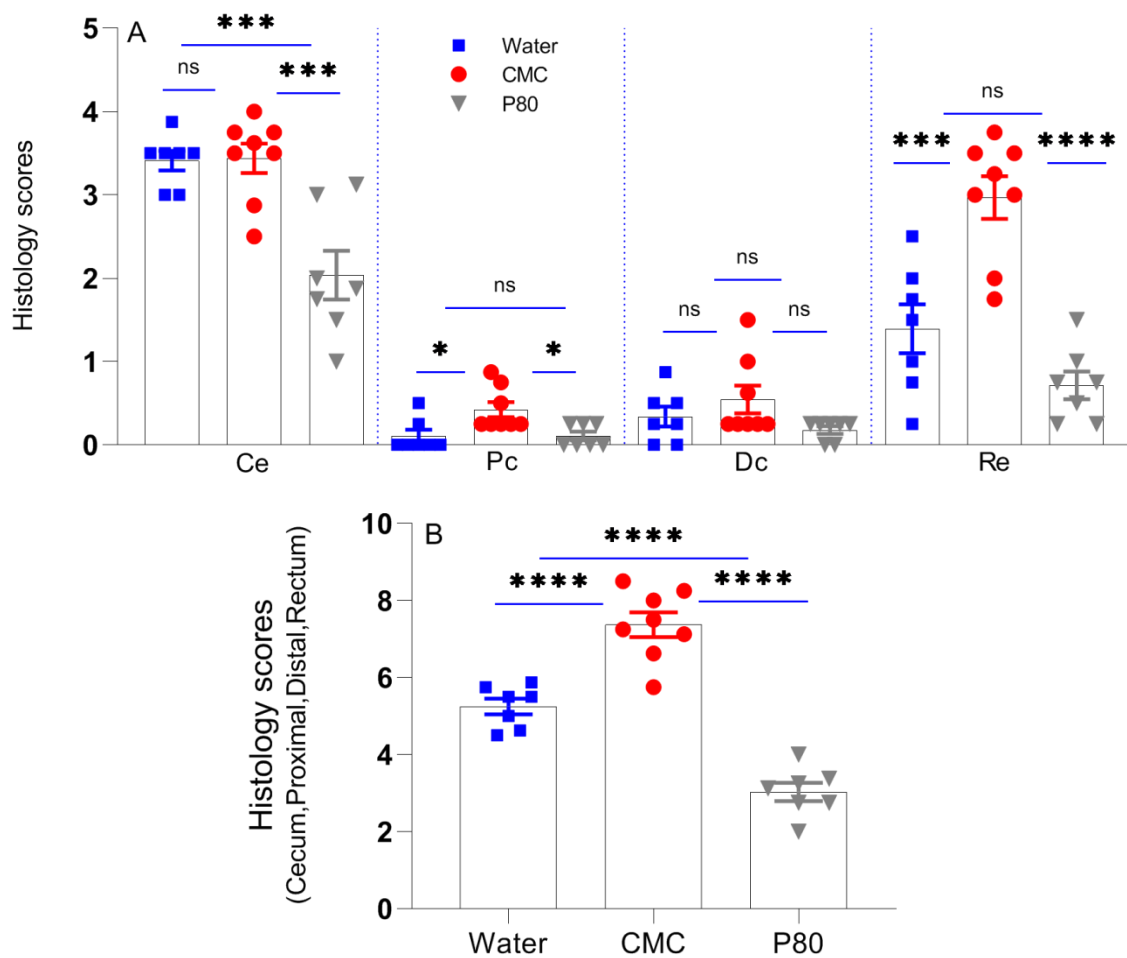 A
Histology scores
5
4
3
2
1
0
Water
CMC
P80
***
ns
***
ns
*
*
ns
ns
ns
ns
***
****
Ce
Pc
Dc
Re
B
Histology scores
(Cecum,Proximal,Distal,Rectum)
10
8
6
4
2
0
****
****
****
Water
CMC
P80